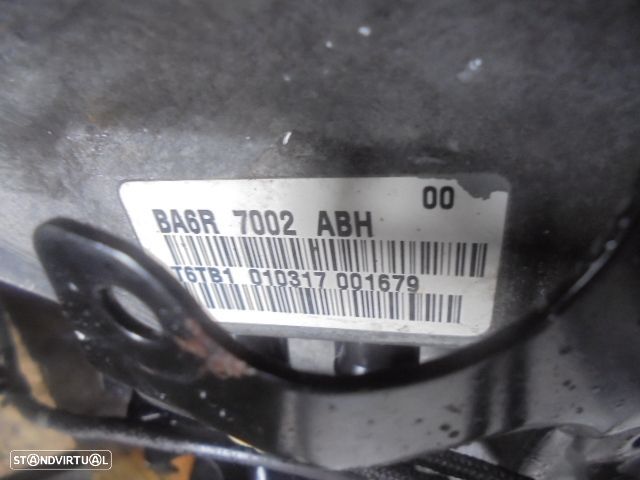 00
BA6R 7002 ABH
T6TB1 010317 001679
STANDVIRTUAL